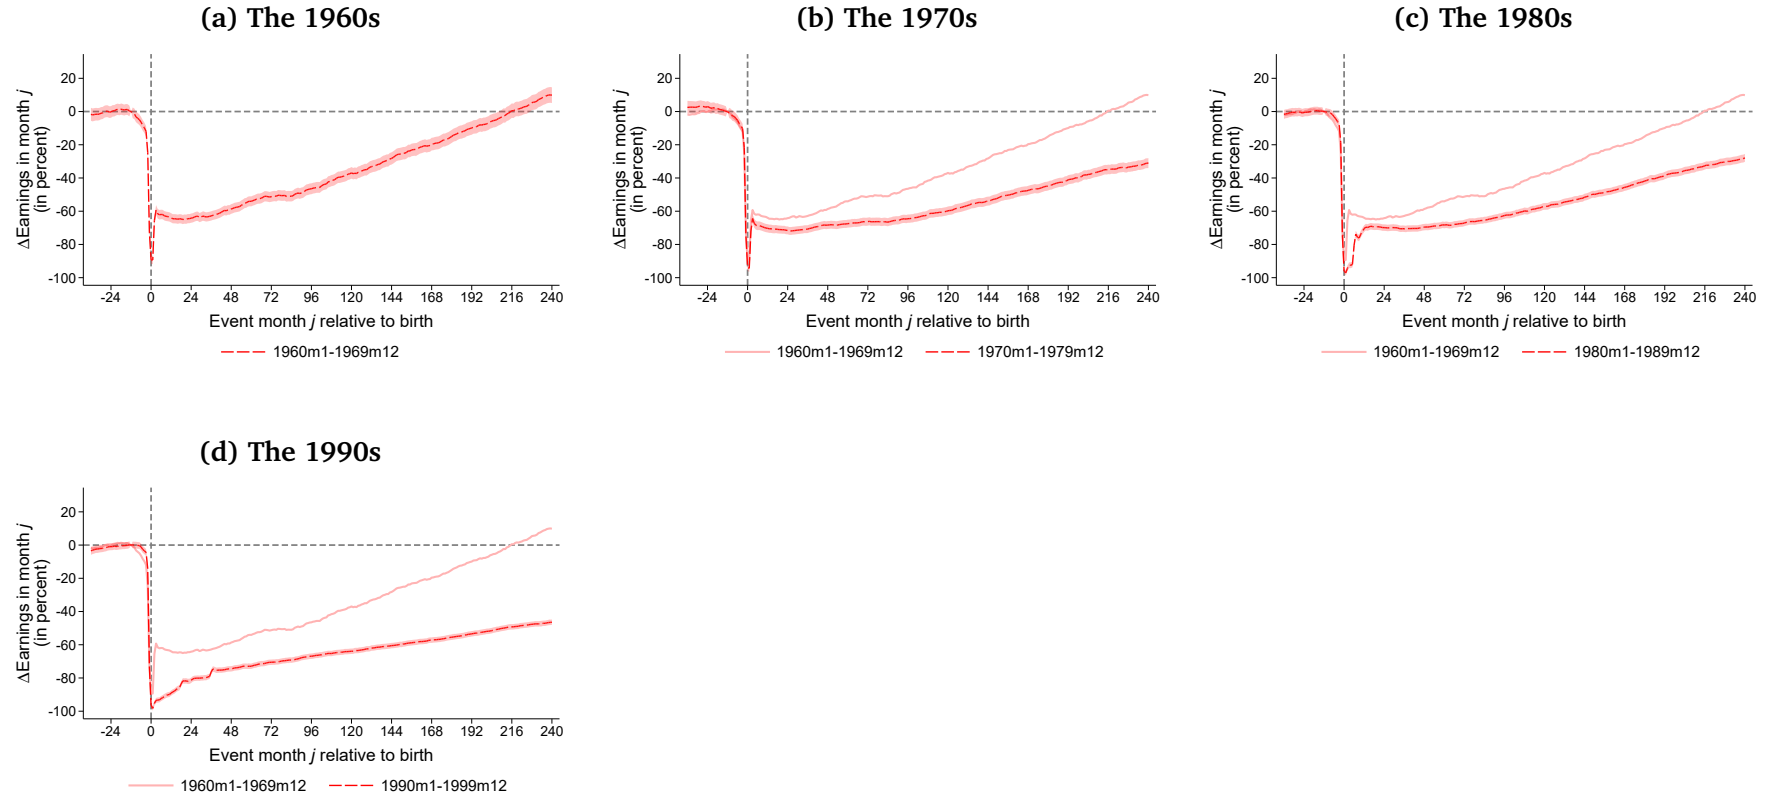 (a) The 1960s
ΔEarnings in month j
(in percent)
20
0
-20
-40
-60
-80
-100
-24 0 24 48 72 96 120 144 168 192 216 240
Event month j relative to birth
1960m1-1969m12
(b) The 1970s
ΔEarnings in month j
(in percent)
20
0
-20
-40
-60
-80
-100
-24 0 24 48 72 96 120 144 168 192 216 240
Event month j relative to birth
1960m1-1969m12 1970m1-1979m12
(c) The 1980s
ΔEarnings in month j
(in percent)
20
0
-20
-40
-60
-80
-100
-24 0 24 48 72 96 120 144 168 192 216 240
Event month j relative to birth
1960m1-1969m12 1980m1-1989m12
(d) The 1990s
ΔEarnings in month j
(in percent)
20
0
-20
-40
-60
-80
-100
-24 0 24 48 72 96 120 144 168 192 216 240
Event month j relative to birth
1960m1-1969m12 1990m1-1999m12